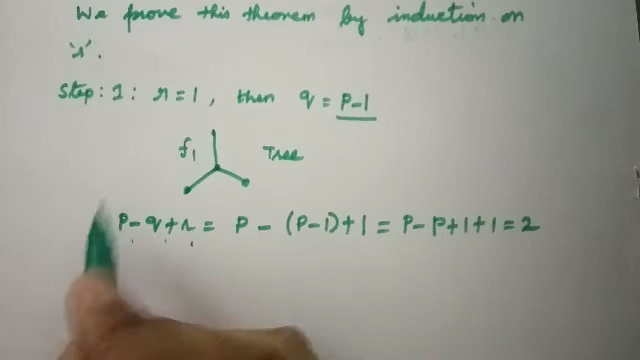 We prove this theorem by induction on
'r'.
Step: 1: r=1, then q = p-1
f1 Tree
p-q+r = p - (p-1)+1 = p-p+1+1=2